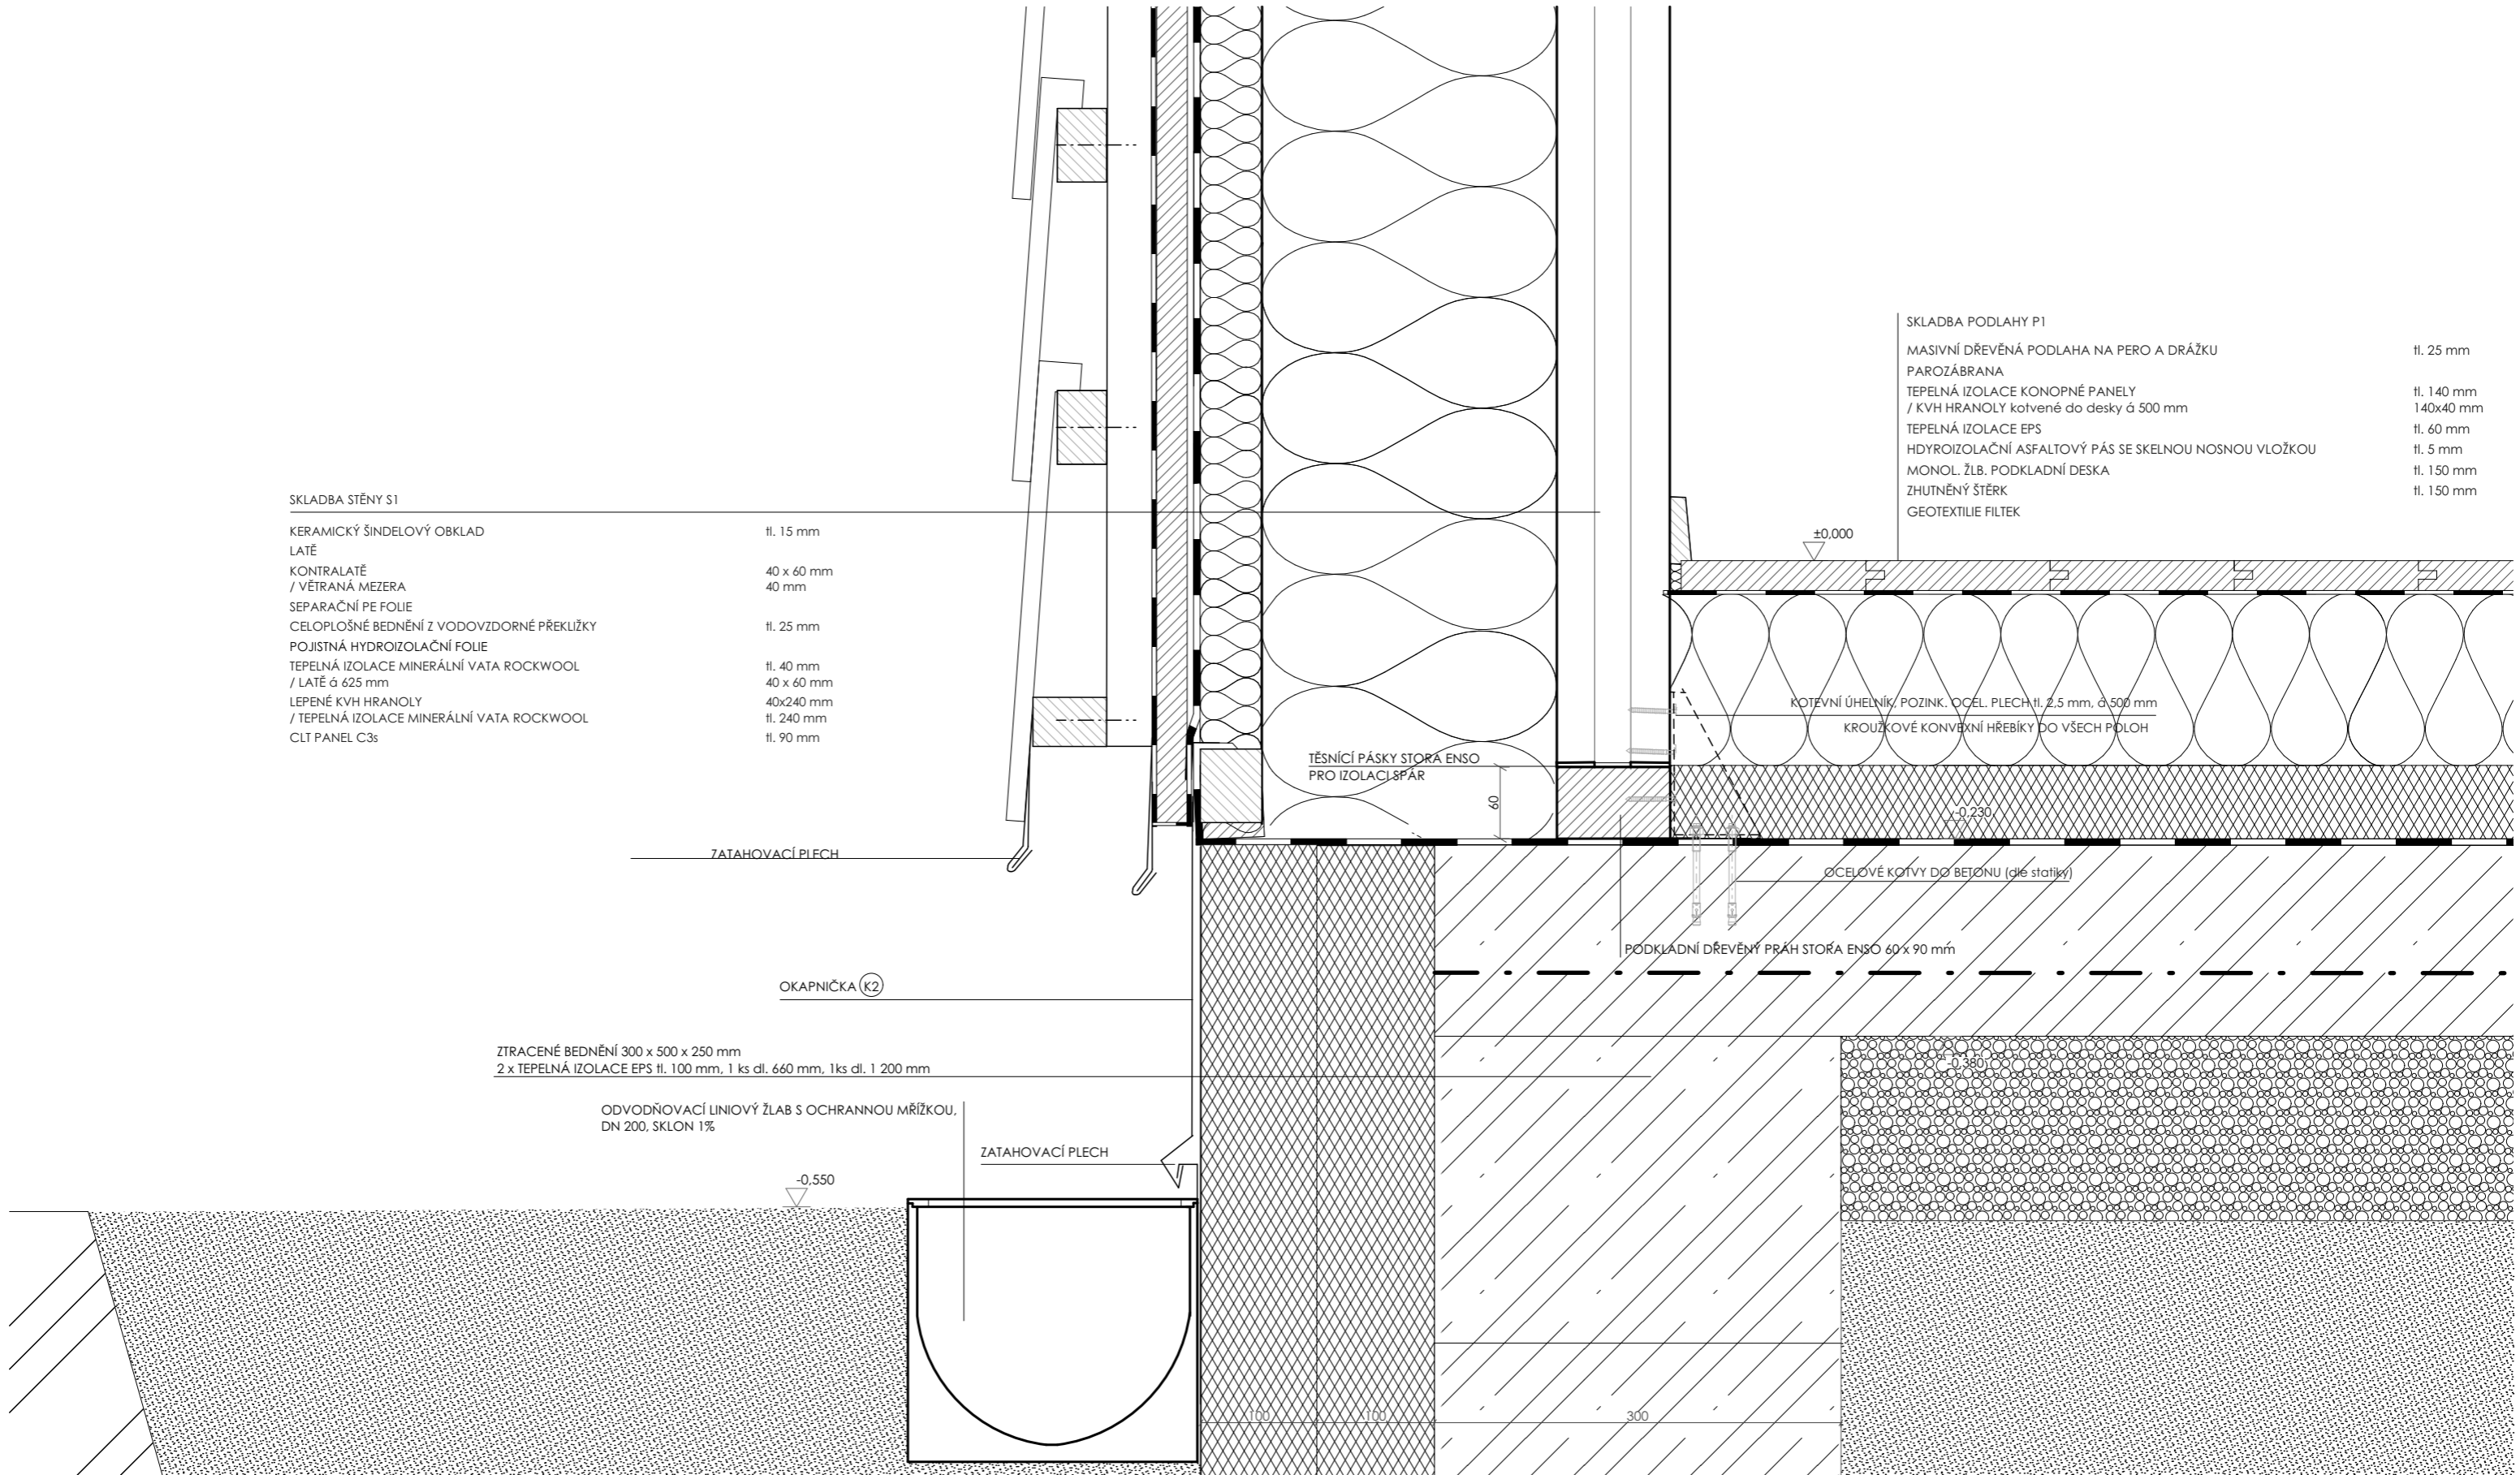 SKLADBA PODLAHY P1
MASIVNÍ DŘEVĚNÁ PODLAHA NA PERO A DRÁŽKU tl. 25 mm
PAROZÁBRANA
TEPELNÁ IZOLACE KONOPNÉ PANELY tl. 140 mm
/ KVH HRANOLY kotvené do desky á 500 mm 140x40 mm
TEPELNÁ IZOLACE EPS tl. 60 mm
HDYROIZOLAČNÍ ASFALTOVÝ PÁS SE SKELNOU NOSNOU VLOŽKOU tl. 5 mm
MONOL. ŽLB. PODKLADNÍ DESKA tl. 150 mm
ZHUTNĚNÝ ŠTĚRK tl. 150 mm
GEOTEXTILIE FILTEK
±0,000
SKLADBA STĚNY S1
KERAMICKÝ ŠINDELOVÝ OBKLAD tl. 15 mm
LATĚ
KONTRALATĚ 40 x 60 mm
/ VĚTRANÁ MEZERA 40 mm
SEPARAČNÍ PE FOLIE
CELOPLOŠNÉ BEDNĚNÍ Z VODOVZDORNÉ PŘEKLIŽKY tl. 25 mm
POJISTNÁ HYDROIZOLAČNÍ FOLIE
TEPELNÁ IZOLACE MINERÁLNÍ VATA ROCKWOOL tl. 40 mm
/ LATĚ á 625 mm 40 x 60 mm
LEPENÉ KVH HRANOLY 40x240 mm
/ TEPELNÁ IZOLACE MINERÁLNÍ VATA ROCKWOOL tl. 240 mm
CLT PANEL C3s tl. 90 mm
KOTEVNÍ ÚHELNÍK, POZINK. OCEL. PLECH tl. 2,5 mm, á 500 mm
KROUŽKOVÉ KONVEXNÍ HŘEBÍKY DO VŠECH POLOH
TĚSNÍCÍ PÁSKY STORA ENSO
PRO IZOLACI SPÁR
60
-0,230
ZATAHOVACÍ PLECH
OCELOVÉ KOTVY DO BETONU (dle statiky)
PODKLADNÍ DŘEVĚNÝ PRÁH STORA ENSO 60 x 90 mm
OKAPNIČKA K2
ZTRACENÉ BEDNĚNÍ 300 x 500 x 250 mm
2 x TEPELNÁ IZOLACE EPS tl. 100 mm, 1 ks dl. 660 mm, 1ks dl. 1 200 mm
-0,380
ODVODŇOVACÍ LINIOVÝ ŽLAB S OCHRANNOU MŘÍŽKOU,
DN 200, SKLON 1%
ZATAHOVACÍ PLECH
-0,550
100 100 300